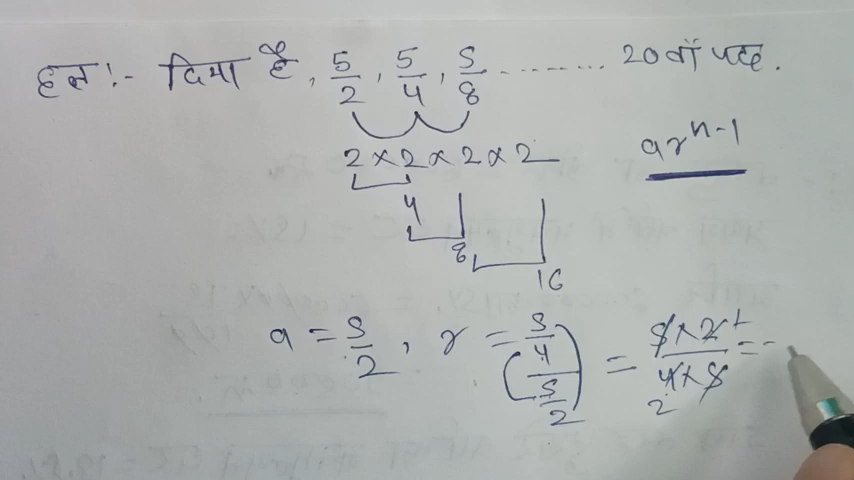 हल :- दिया है, 5/2, 5/4, 5/8 ........... 20वाँ पद.
2 × 2 × 2 × 2
ar^n-1
4
8
16
a = 5/2, r = (5/4 / 5/2) = 5×2 1 / 4×5 2 = -